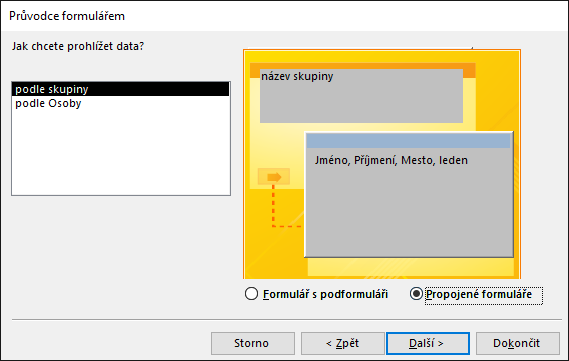 Průvodce formulářem
Jak chcete prohlížet data?
podle skupiny
podle Osoby
název skupiny
Jméno, Příjmení, Mesto, leden
Formulář s podformuláři
Propojené formuláře
Storno
< Zpět
Další >
Dokončit